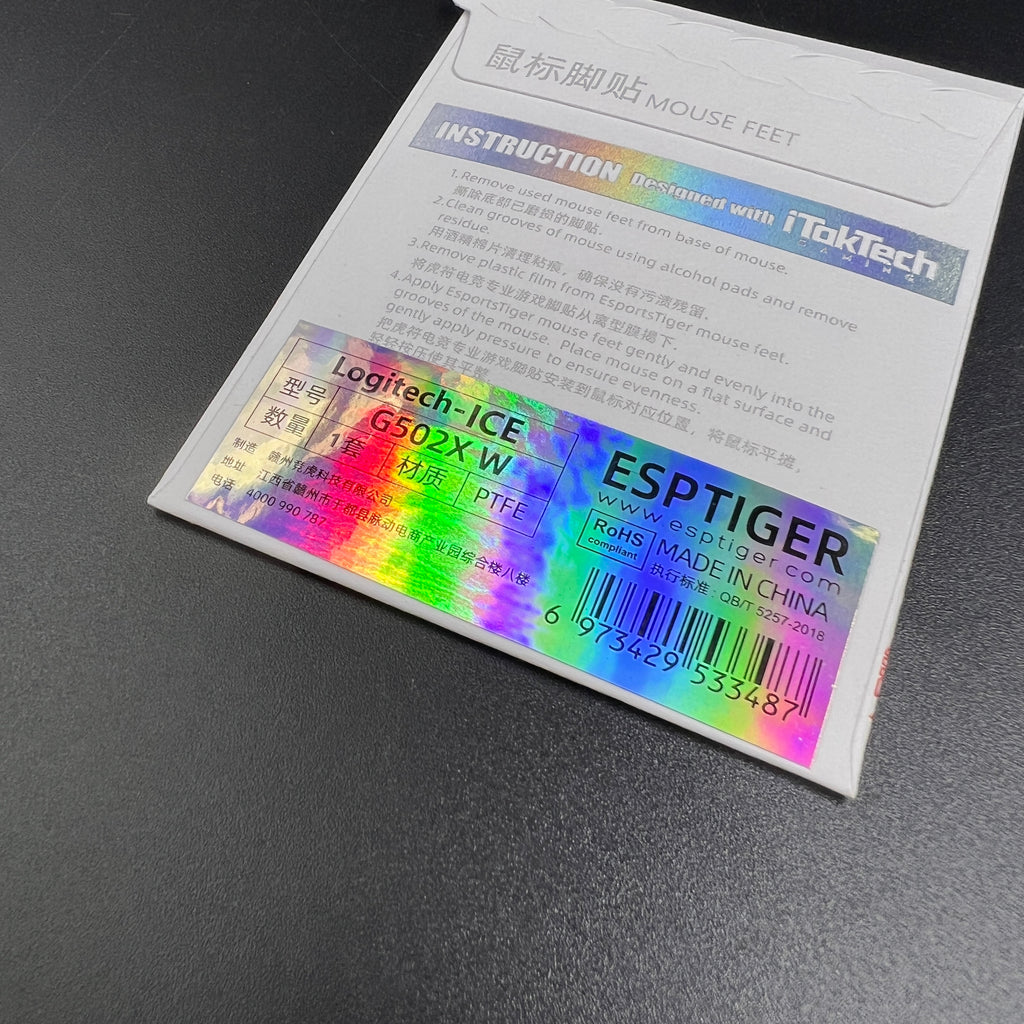 鼠标脚贴 MOUSE FEET
INSTRUCTION Designed with iTakTech
GAMING
1. Remove used mouse feet from base of mouse.
撕除底部已磨损的脚贴.
2.Clean grooves of mouse using alcohol pads and remove
residue.
用酒精棉片清理粘痕，确保没有污渍残留.
3.Remove plastic film from EsportsTiger mouse feet.
将虎符电竞专业游戏脚贴从离型膜揭下.
4.Apply EsportsTiger mouse feet gently and evenly into the
grooves of the mouse. Place mouse on a flat surface and
gently apply pressure to ensure evenness.
把虎符电竞专业游戏脚贴安装到鼠标对应位置，将鼠标平搓，
轻轻按压使其平整
型号 Logitech-ICE
G502X W
数量 1套 材质 PTFE
制造 赣州竞虎科技有限公司
地址 江西省赣州市于都县脉动电商产业园综合楼八楼
电话 4000 990 787
ESPTIGER
www.esptiger.com
RoHS
compliant
MADE IN CHINA
执行标准：QB/T 5257-2018
6 973429 533487